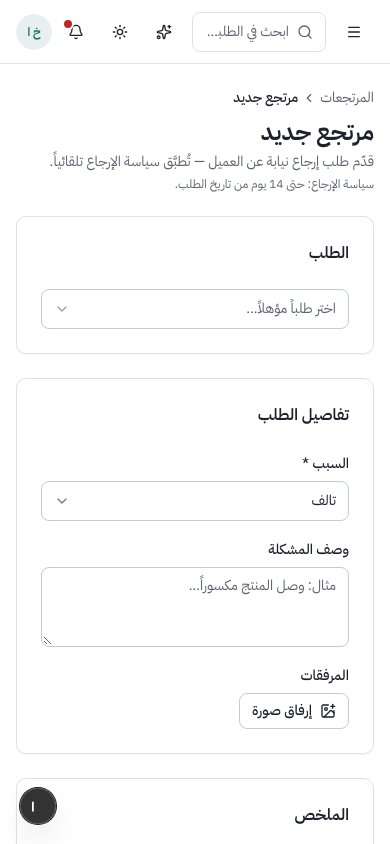 ابحث في الطلبـ...
خ ا
المرتجعات
مرتجع جديد
مرتجع جديد
قدّم طلب إرجاع نيابة عن العميل — تُطبَّق سياسة الإرجاع تلقائياً.
سياسة الإرجاع: حتى 14 يوم من تاريخ الطلب.
الطلب
اختر طلباً مؤهلاً...
تفاصيل الطلب
السبب *
تالف
وصف المشكلة
مثال: وصل المنتج مكسوراً...
المرفقات
إرفاق صورة
الملخص
ا